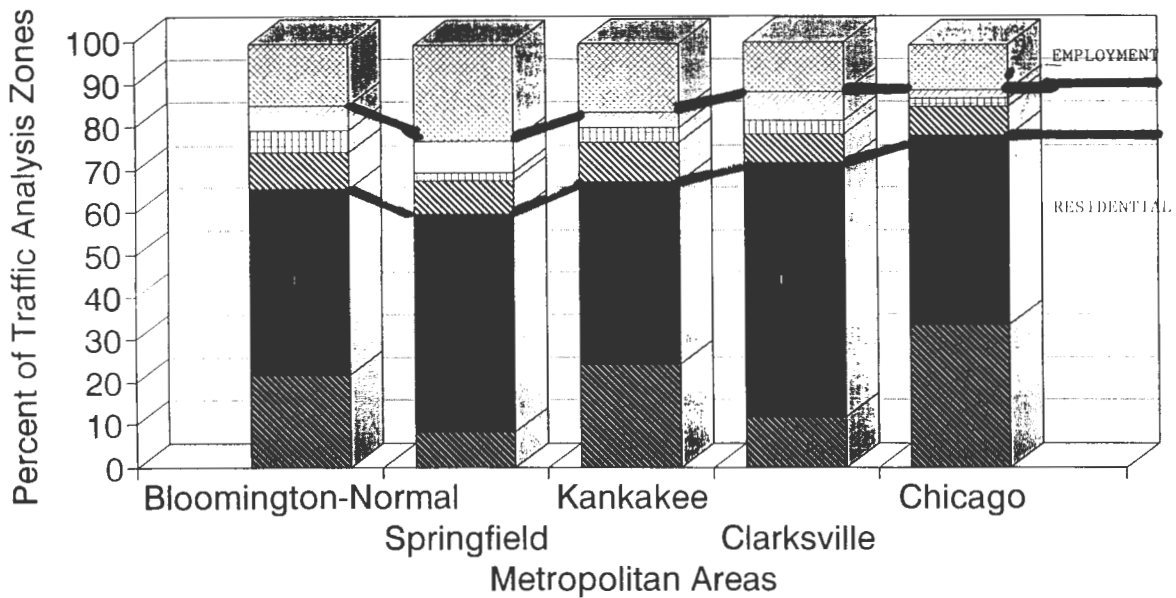 Percent of Traffic Analysis Zones
100
90
80
70
60
50
40
30
20
10
0
EMPLOYMENT
RESIDENTIAL
Bloomington-Normal
Springfield
Kankakee
Clarksville
Chicago
Metropolitan Areas